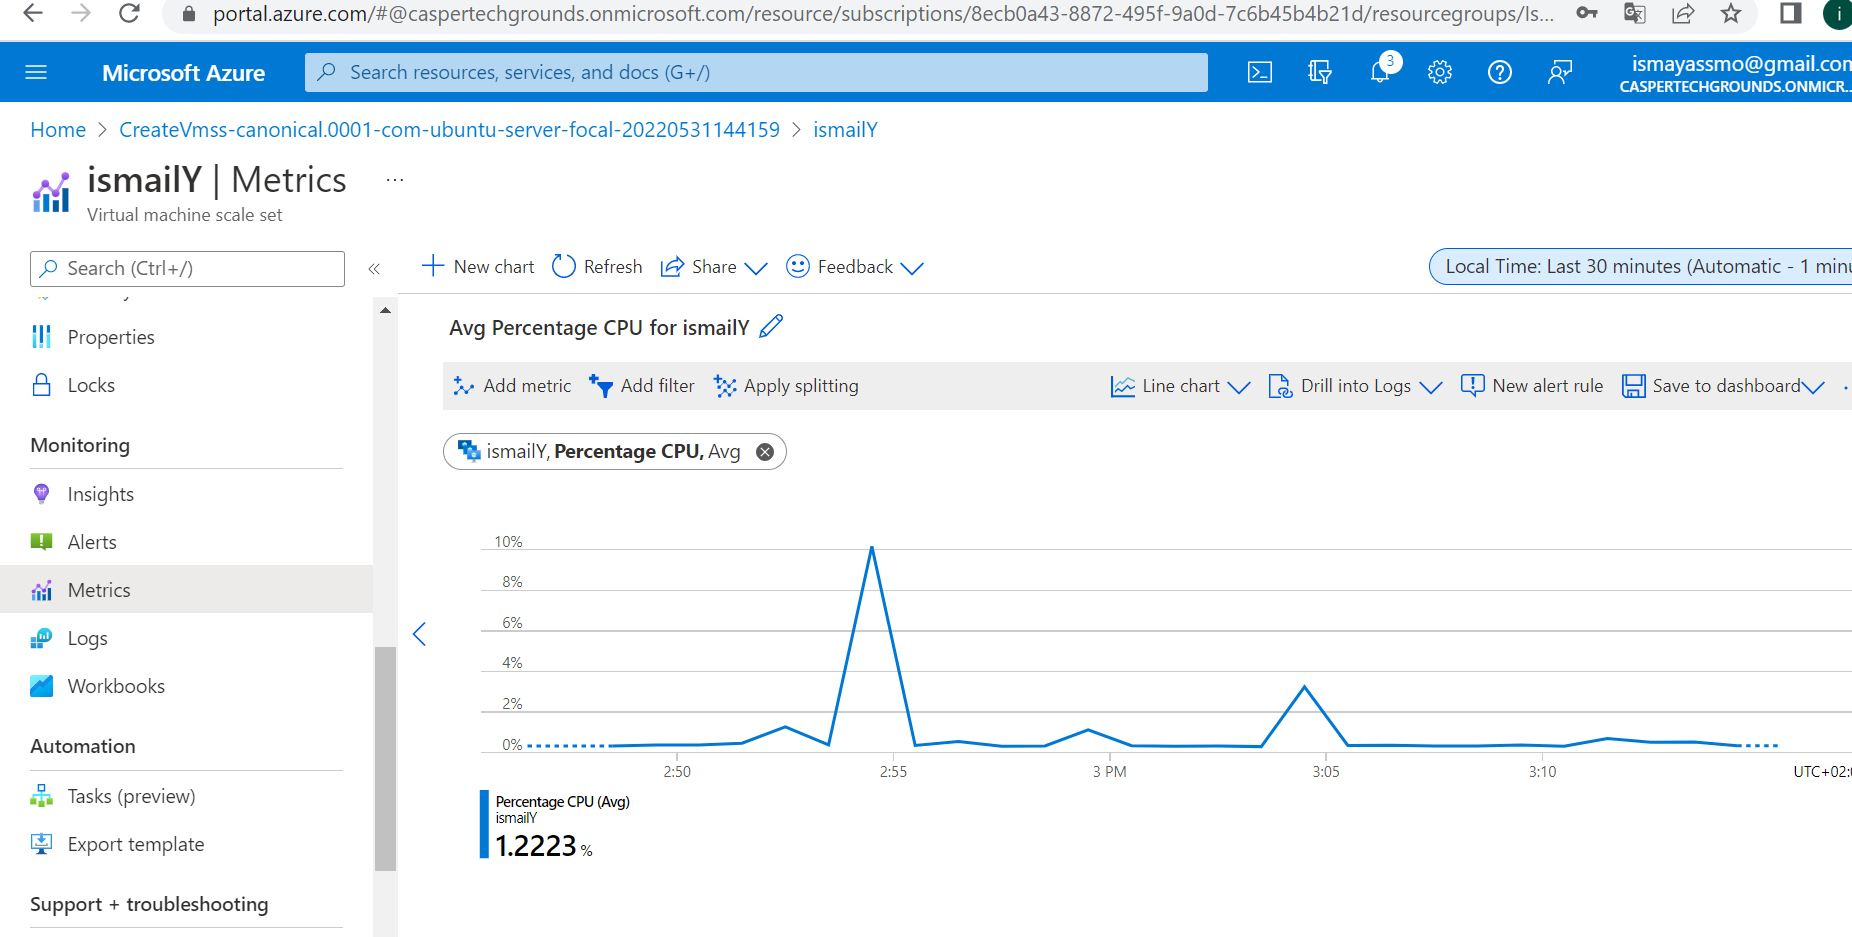 portal.azure.com/#@caspertechgrounds.onmicrosoft.com/resource/subscriptions/8ecb0a43-8872-495f-9a0d-7c6b45b4b21d/resourcegroups/Is...
i
Microsoft Azure
Search resources, services, and docs (G+/)
3
ismayassmo@gmail.con
CASPERTECHGROUNDS.ONMICR...
Home > CreateVmss-canonical.0001-com-ubuntu-server-focal-20220531144159 > ismailY
ismailY | Metrics ...
Virtual machine scale set
Search (Ctrl+/)
«
New chart
Refresh
Share
Feedback
Local Time: Last 30 minutes (Automatic - 1 minu
Properties
Locks
Monitoring
Insights
Alerts
Metrics
Logs
Workbooks
Automation
Tasks (preview)
Export template
Support + troubleshooting
Avg Percentage CPU for ismailY
Add metric
Add filter
Apply splitting
Line chart
Drill into Logs
New alert rule
Save to dashboard
ismailY, Percentage CPU, Avg
10%
8%
6%
4%
2%
0%
2:50
2:55
3 PM
3:05
3:10
UTC+02:0
Percentage CPU (Avg)
ismailY
1.2223 %